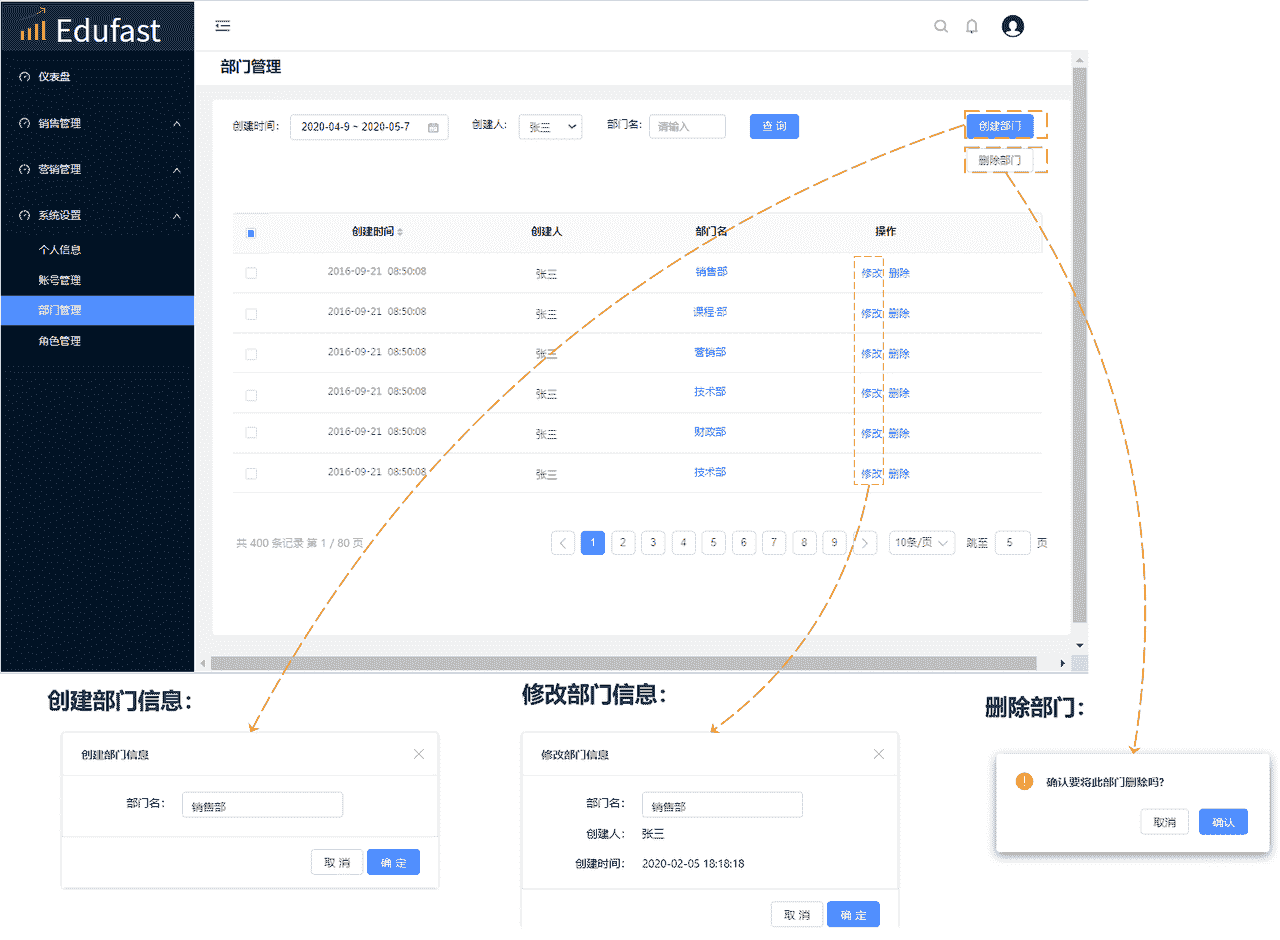 Edufast
仪表盘
销售管理
营销管理
系统设置
个人信息
账号管理
部门管理
角色管理
部门管理
创建时间: 2020-04-9 ~ 2020-05-7 创建人: 张三 部门名: 请输入 查 询 创建部门
删除部门
创建时间 创建人 部门名 操作
2016-09-21 08:50:08 张三 销售部 修改 删除
2016-09-21 08:50:08 张三 课程部 修改 删除
2016-09-21 08:50:08 张三 营销部 修改 删除
2016-09-21 08:50:08 张三 技术部 修改 删除
2016-09-21 08:50:08 张三 财政部 修改 删除
2016-09-21 08:50:08 张三 技术部 修改 删除
共 400 条记录 第 1 / 80 页 1 2 3 4 5 6 7 8 9 10条/页 跳至 5 页
创建部门信息:
创建部门信息
部门名: 销售部
取 消 确 定
修改部门信息:
修改部门信息
部门名: 销售部
创建人: 张三
创建时间: 2020-02-05 18:18:18
取 消 确 定
删除部门:
确认要将此部门删除吗?
取消 确认